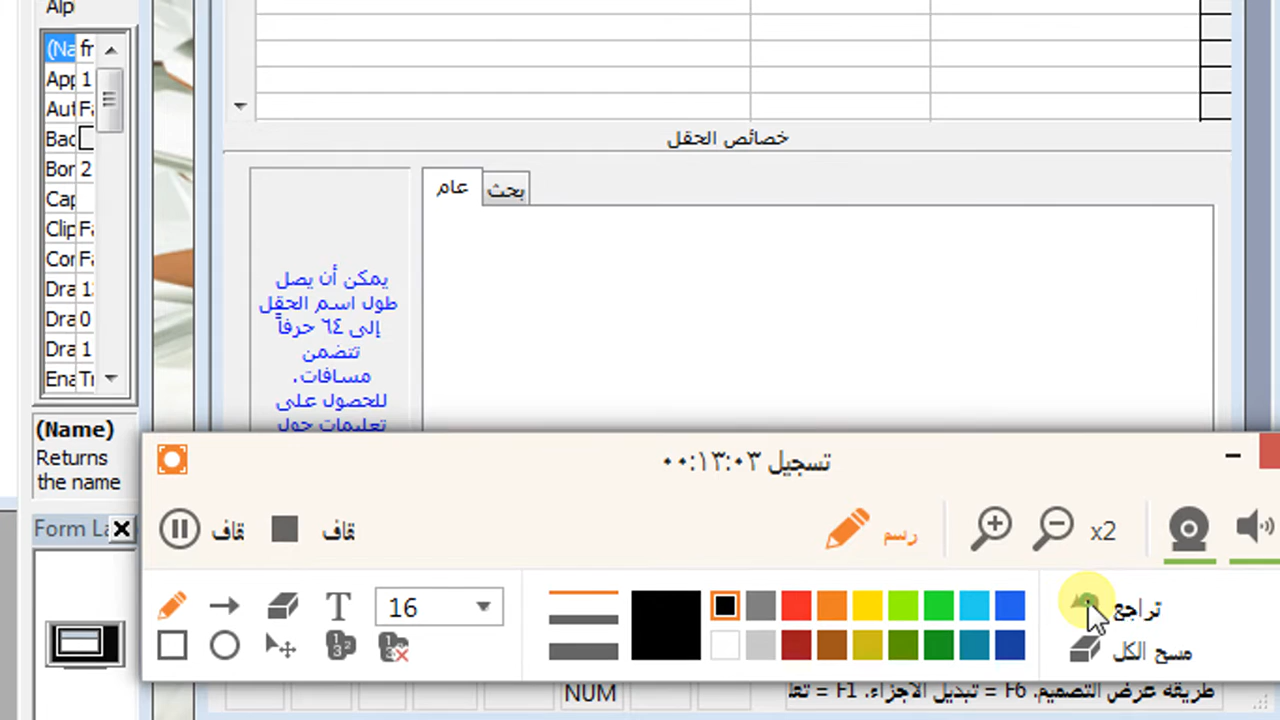 Alp
(Na fr
App 1
Aut Fa
Bac
Bor 2
Cap
Clip Fa
Cor Fa
Dra 1
Dra 0
Dra 1
Ena Tr
(Name)
Returns
the name
Form La
خصائص الحقل
عام
بحث
يمكن أن يصل
طول اسم الحقل
إلى ٦٤ حرفاً
تتضمن
مسافات.
للحصول على
تعليمات حول
تسجيل ٠٠:١٣:٠٣
قاف
قاف
رسم
x2
T
16
تراجع
مسح الكل
NUM
طريقة عرض التصميم. F6 = تبديل الاجزاء. F1 = تعل